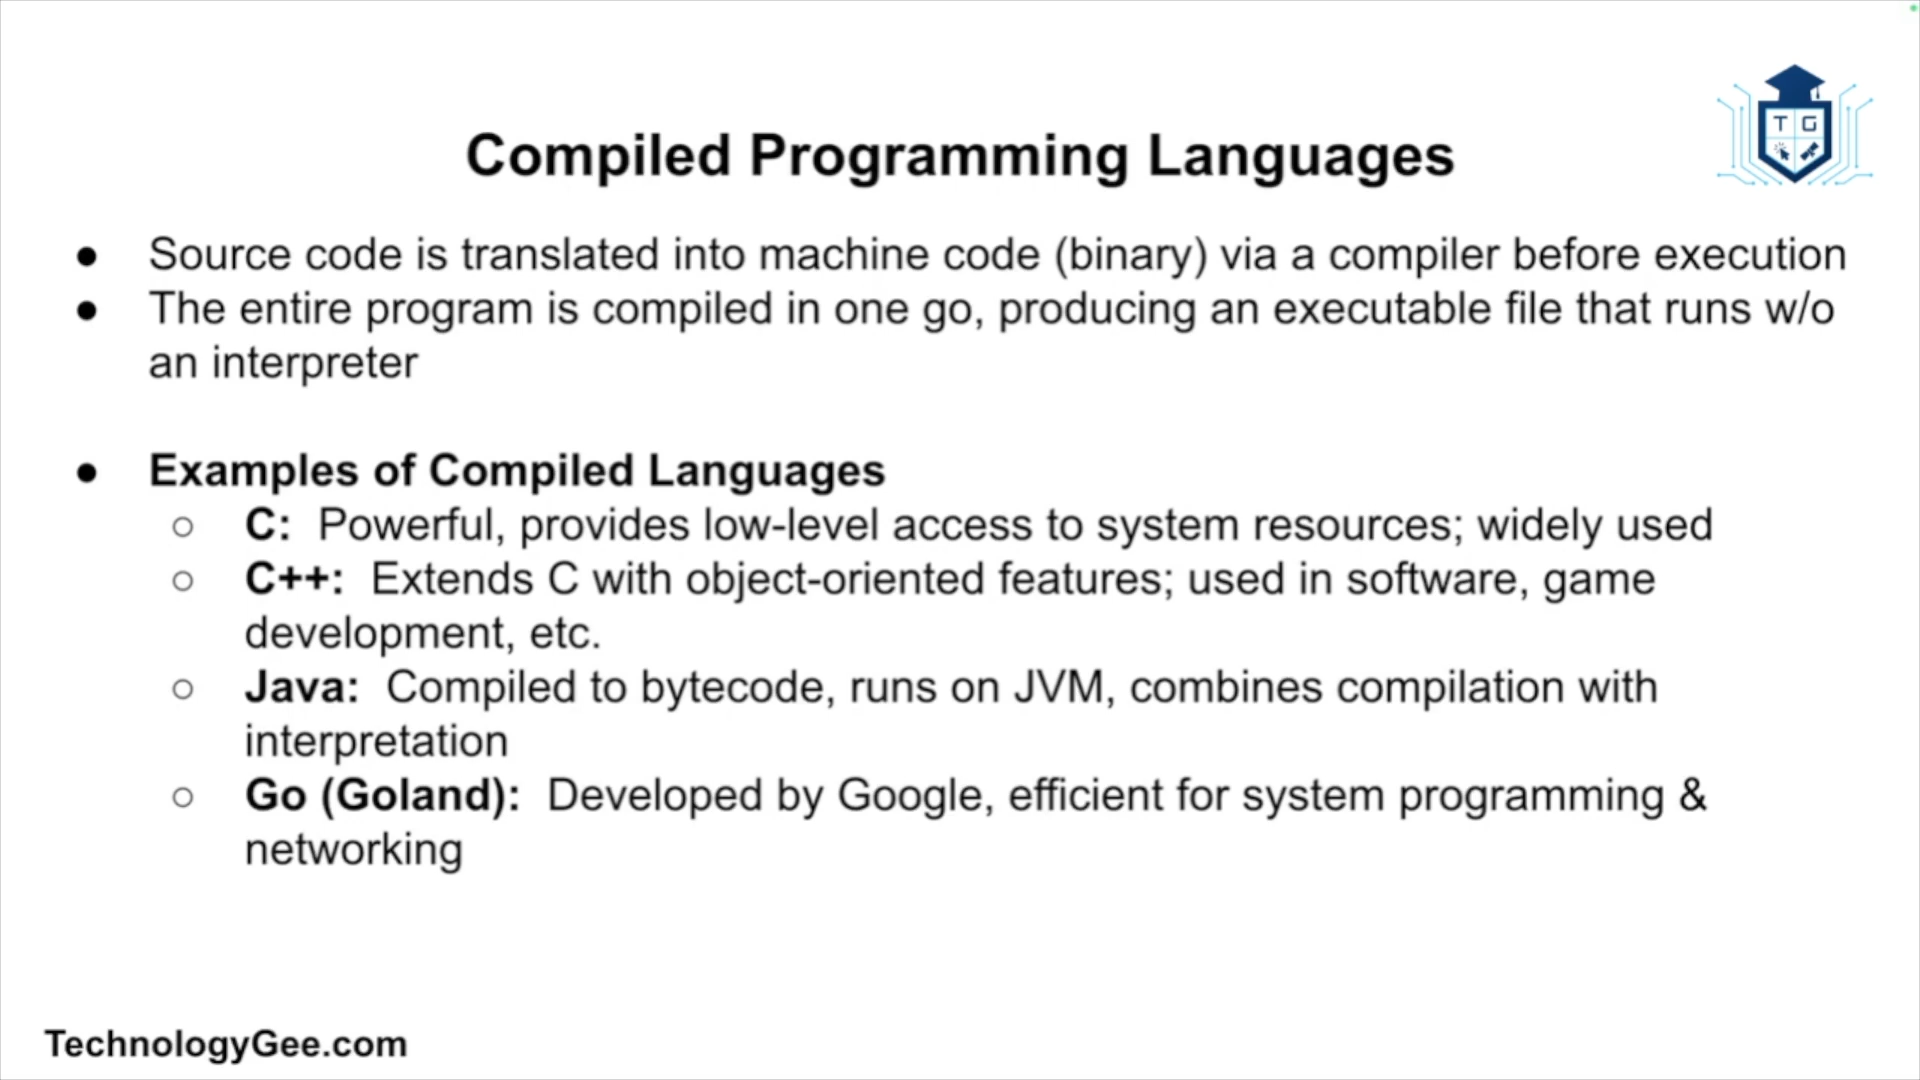 Compiled Programming Languages
T G
● Source code is translated into machine code (binary) via a compiler before execution
● The entire program is compiled in one go, producing an executable file that runs w/o
an interpreter
● Examples of Compiled Languages
○ C: Powerful, provides low-level access to system resources; widely used
○ C++: Extends C with object-oriented features; used in software, game
development, etc.
○ Java: Compiled to bytecode, runs on JVM, combines compilation with
interpretation
○ Go (Goland): Developed by Google, efficient for system programming &
networking
TechnologyGee.com